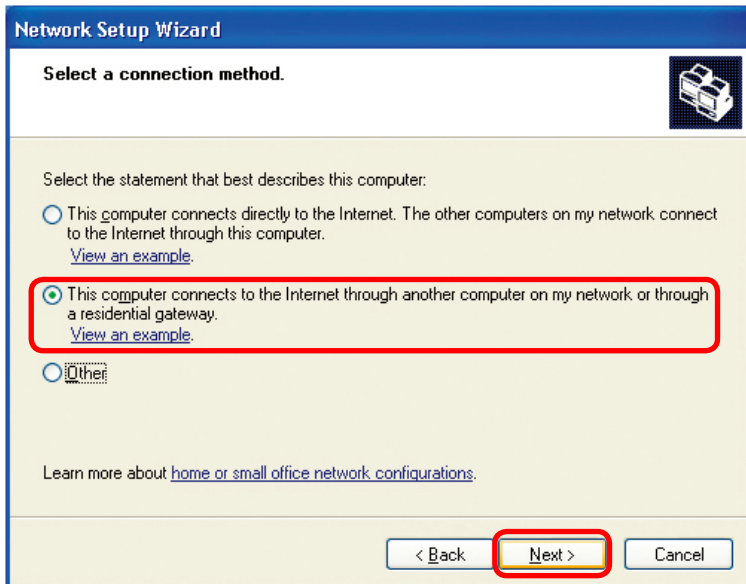 Network Setup Wizard
Select a connection method.
Select the statement that best describes this computer:
This computer connects directly to the Internet. The other computers on my network connect
to the Internet through this computer.
View an example.
This computer connects to the Internet through another computer on my network or through
a residential gateway.
View an example.
Other
Learn more about home or small office network configurations.
< Back Next > Cancel